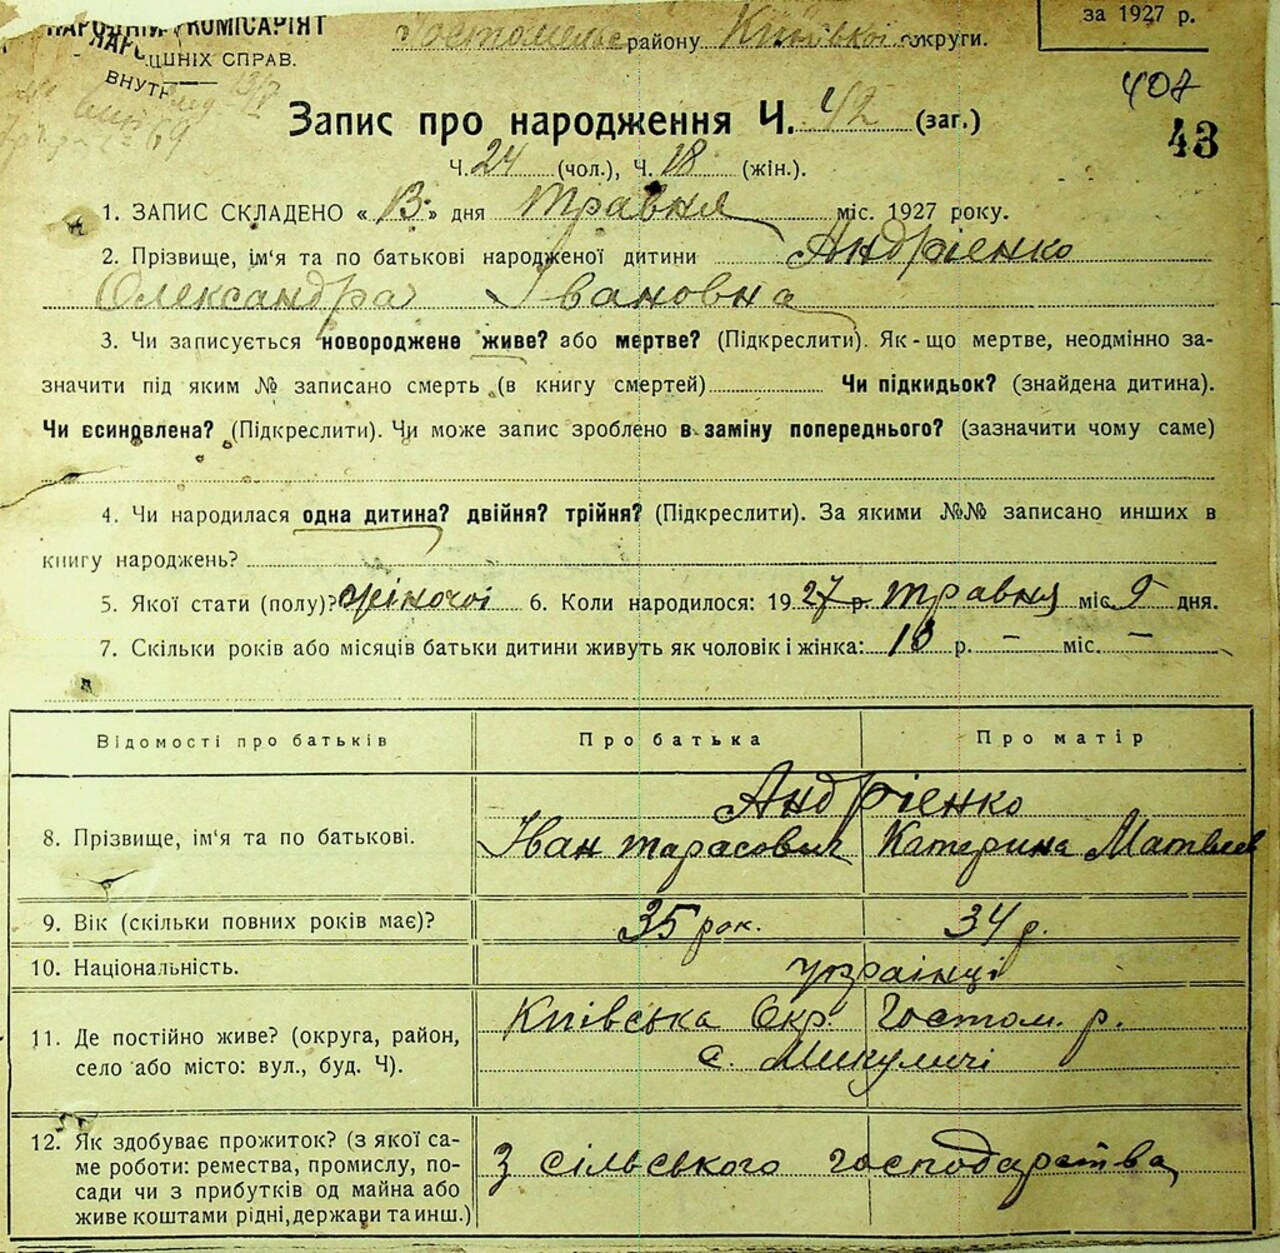 НАРОДНІЙ КОМІСАРІЯТ
ВНУТРІШНІХ СПРАВ.
Гостомельс району Київської округи.
за 1927 р.
407
43
Запис про народження Ч. 42 (заг.)
Ч. 24 (чол.), Ч. 18 (жін.).
1. ЗАПИС СКЛАДЕНО « 13 » дня Травня міс. 1927 року.
2. Прізвище, ім‘я та по батькові народженої дитини Андрієнко
Олександра Івановна
3. Чи записується новороджене живе? або мертве? (Підкреслити). Як-що мертве, неодмінно за-
значити під яким № записано смерть (в книгу смертей) Чи підкидьок? (знайдена дитина).
Чи єсиновлена? (Підкреслити). Чи може запис зроблено в заміну попереднього? (зазначити чому саме)
4. Чи народилася одна дитина? двійня? трійня? (Підкреслити). За якими №№ записано инших в
книгу народжень?
5. Якої стати (полу)? жіночоі 6. Коли народилося: 19 27 р. травня міс. 9 дня.
7. Скільки років або місяців батьки дитини живуть як чоловік і жінка: 10 р. — міс. —
Відомості про батьків Про батька Про матір
Андрієнко
8. Прізвище, ім‘я та по батькові. Іван тарасович Катерина Матвіев
9. Вік (скільки повних років має)? 35 рок. 34 р.
10. Національність. украінці
11. Де постійно живе? (округа, район, Киівська Окр. Гостом. р.
село або місто: вул., буд. Ч). с. Микуличі
12. Як здобуває прожиток? (з якої са-
ме роботи: ремества, промислу, по- З сільського господарства
сади чи з прибутків од майна або
живе коштами рідні, держави та инш.)